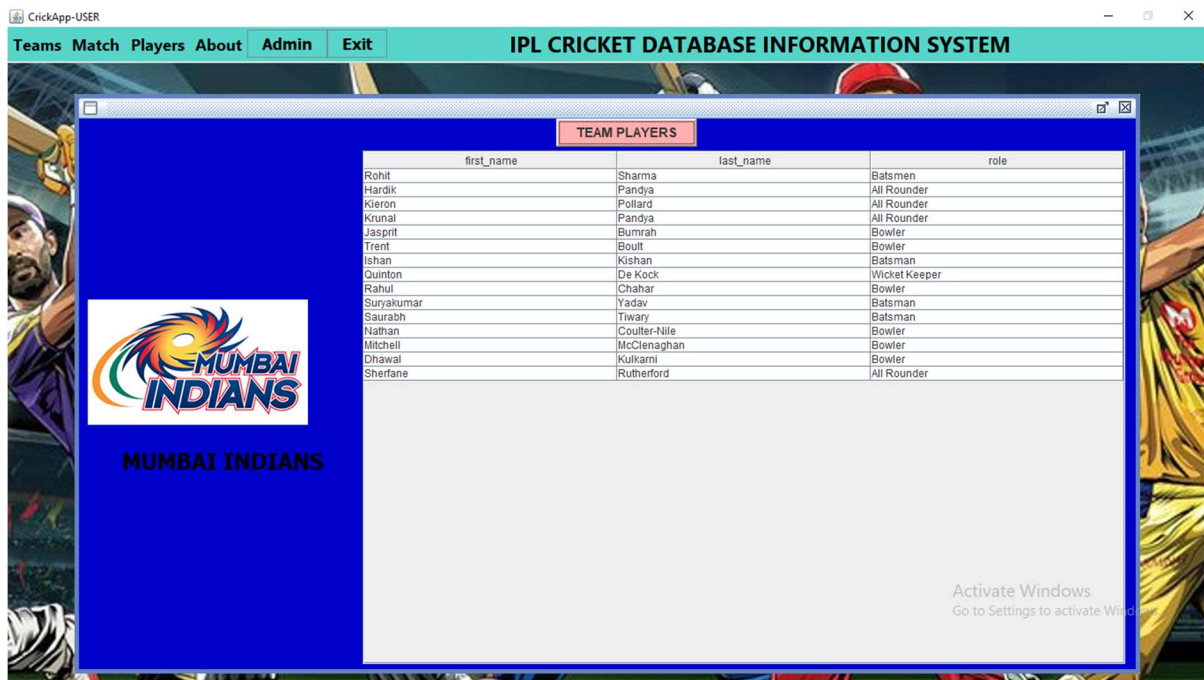 CrickApp-USER
Teams Match Players About Admin Exit IPL CRICKET DATABASE INFORMATION SYSTEM
TEAM PLAYERS
first_name last_name role
Rohit Sharma Batsmen
Hardik Pandya All Rounder
Kieron Pollard All Rounder
Krunal Pandya All Rounder
Jasprit Bumrah Bowler
Trent Boult Bowler
Ishan Kishan Batsman
Quinton De Kock Wicket Keeper
Rahul Chahar Bowler
Suryakumar Yadav Batsman
Saurabh Tiwary Batsman
Nathan Coulter-Nile Bowler
Mitchell McClenaghan Bowler
Dhawal Kulkarni Bowler
Sherfane Rutherford All Rounder
MUMBAI
INDIANS
MUMBAI INDIANS
Activate Windows
Go to Settings to activate Windows.